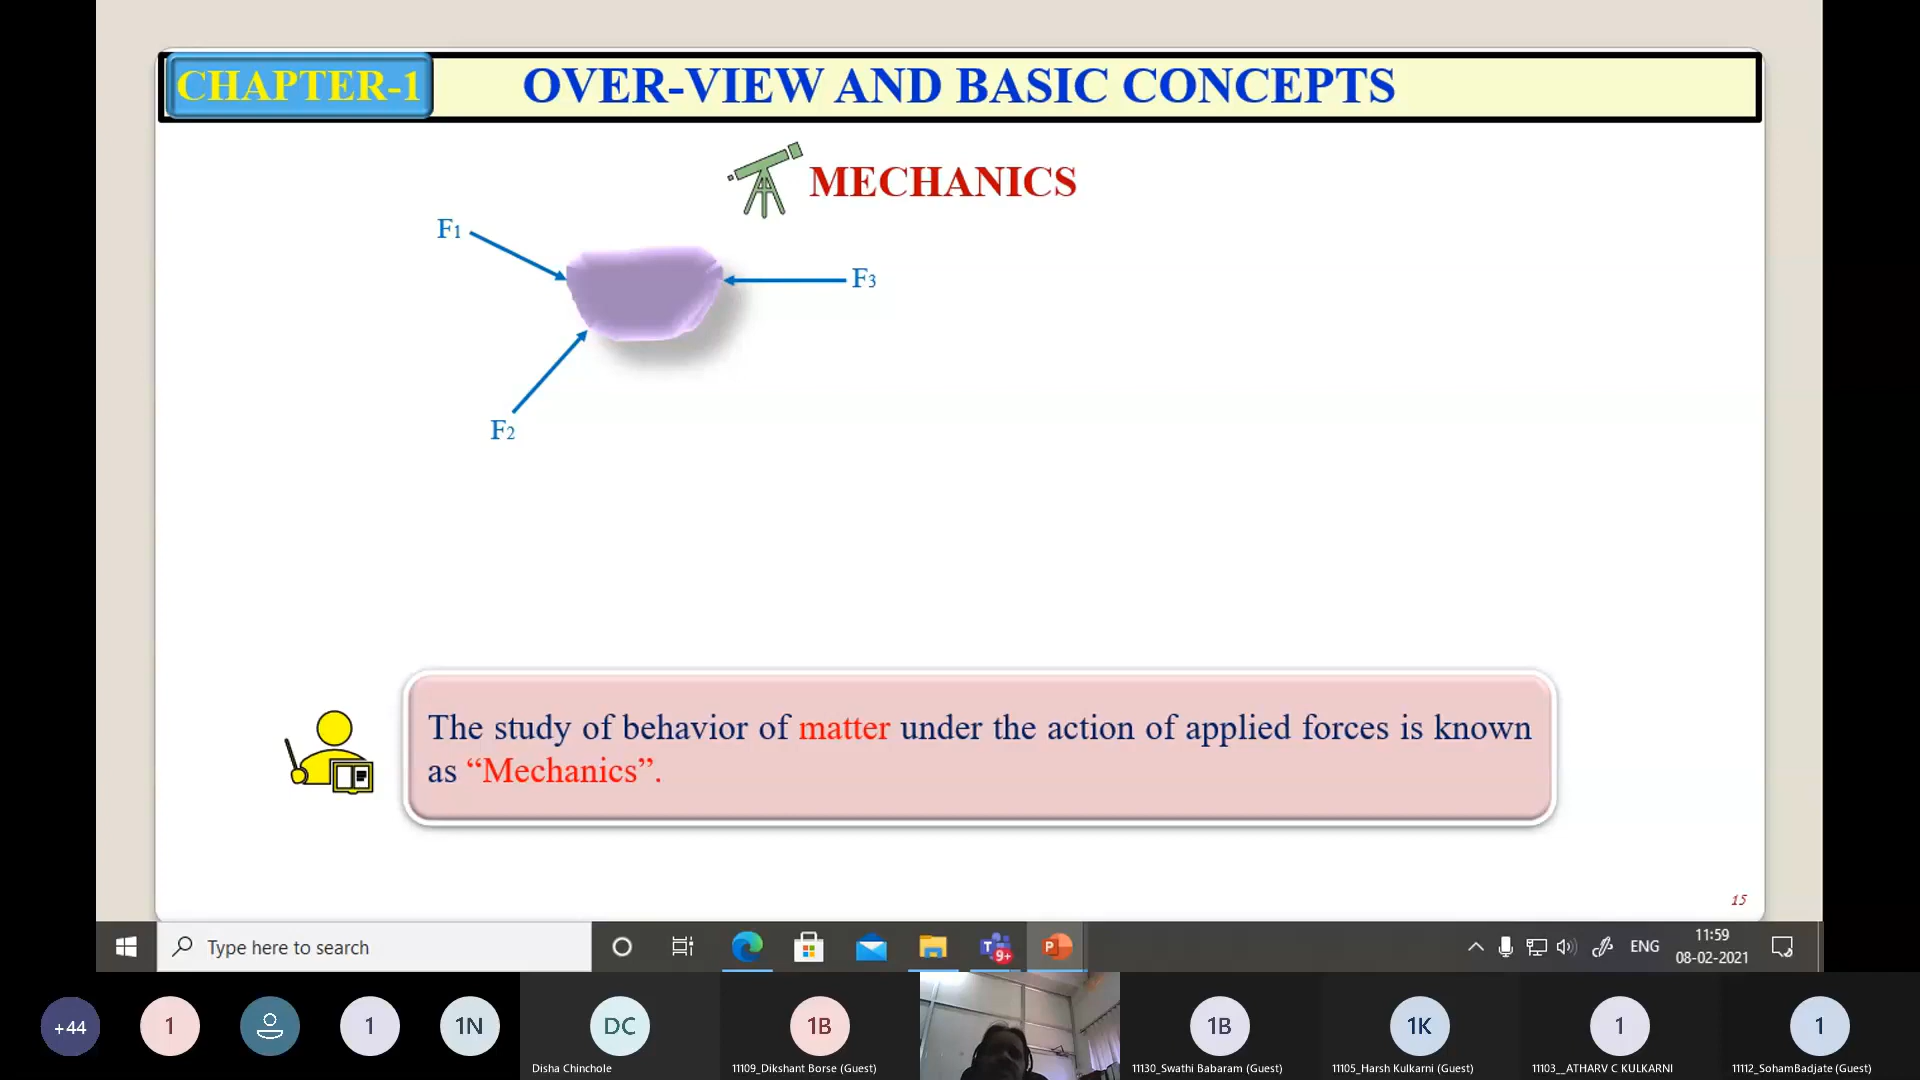 CHAPTER-1
OVER-VIEW AND BASIC CONCEPTS
MECHANICS
F1
F3
F2
The study of behavior of matter under the action of applied forces is known
as “Mechanics”.
15
Type here to search
9+
ENG
11:59
08-02-2021
+44
1
1
1N
DC
1B
1B
1K
1
1
Disha Chinchole
11109_Dikshant Borse (Guest)
11130_Swathi Babaram (Guest)
11105_Harsh Kulkarni (Guest)
11103__ATHARV C KULKARNI
11112_SohamBadjate (Guest)